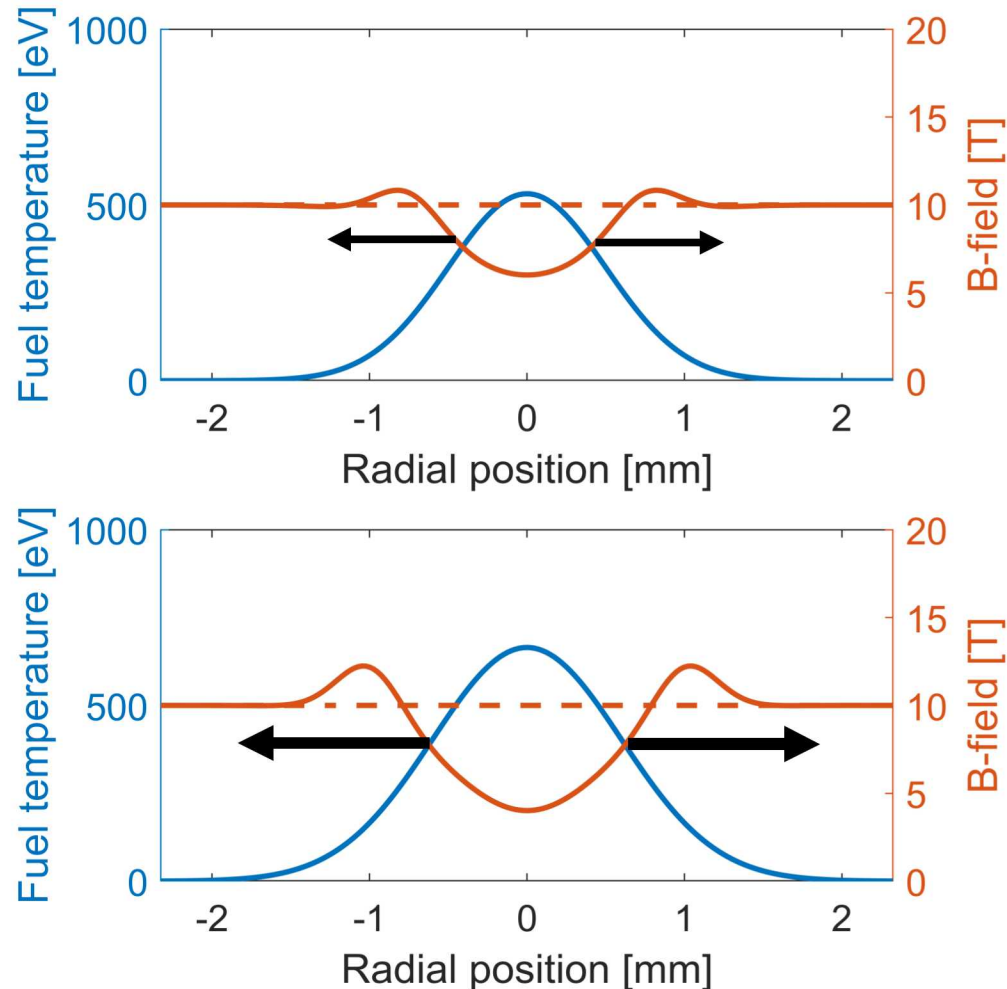 Fuel temperature [eV]
1000
500
0
20
15
10
5
0
B-field [T]
-2 -1 0 1 2
Radial position [mm]
Fuel temperature [eV]
1000
500
0
20
15
10
5
0
B-field [T]
-2 -1 0 1 2
Radial position [mm]